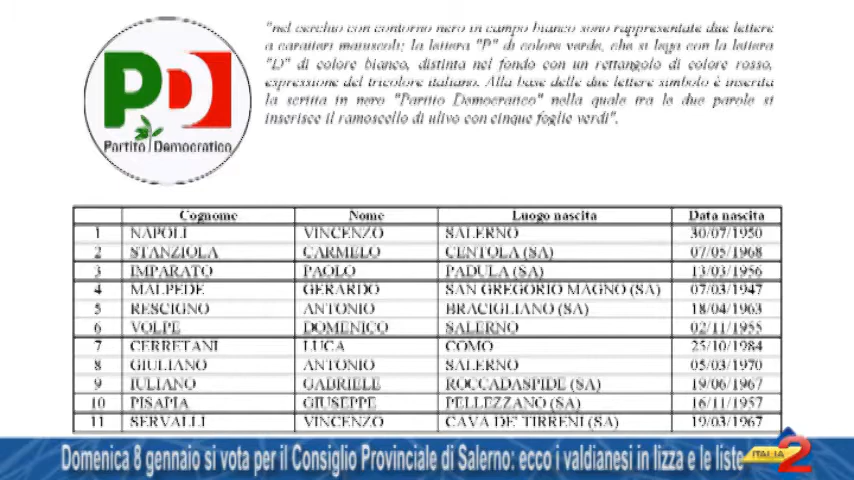 "nel cerchio con contorno nero in campo bianco sono rappresentate due lettere
a caratteri maiuscoli; la lettera "P" di colore verde, che si lega con la lettera
"D" di colore bianco, distinta nel fondo con un rettangolo di colore rosso,
espressione del tricolore italiano. Alla base delle due lettere simbolo è inserita
la scritta in nero "Partito Democratico" nella quale tra le due parole si
inserisce il ramoscello di ulivo con cinque foglie verdi".
PD
Partito Democratico
Cognome Nome Luogo nascita Data nascita
1 NAPOLI VINCENZO SALERNO 30/07/1950
2 STANZIOLA CARMELO CENTOLA (SA) 07/05/1968
3 IMPARATO PAOLO PADULA (SA) 13/03/1956
4 MALPEDE GERARDO SAN GREGORIO MAGNO (SA) 07/03/1947
5 RESCIGNO ANTONIO BRACIGLIANO (SA) 18/04/1963
6 VOLPE DOMENICO SALERNO 02/11/1955
7 CERRETANI LUCA COMO 25/10/1984
8 GIULIANO ANTONIO SALERNO 05/03/1970
9 IULIANO GABRIELE ROCCADASPIDE (SA) 19/06/1967
10 PISAPIA GIUSEPPE PELLEZZANO (SA) 16/11/1957
11 SERVALLI VINCENZO CAVA DE' TIRRENI (SA) 19/03/1967
Domenica 8 gennaio si vota per il Consiglio Provinciale di Salerno: ecco i valdianesi in lizza e le liste
ITALIA 2